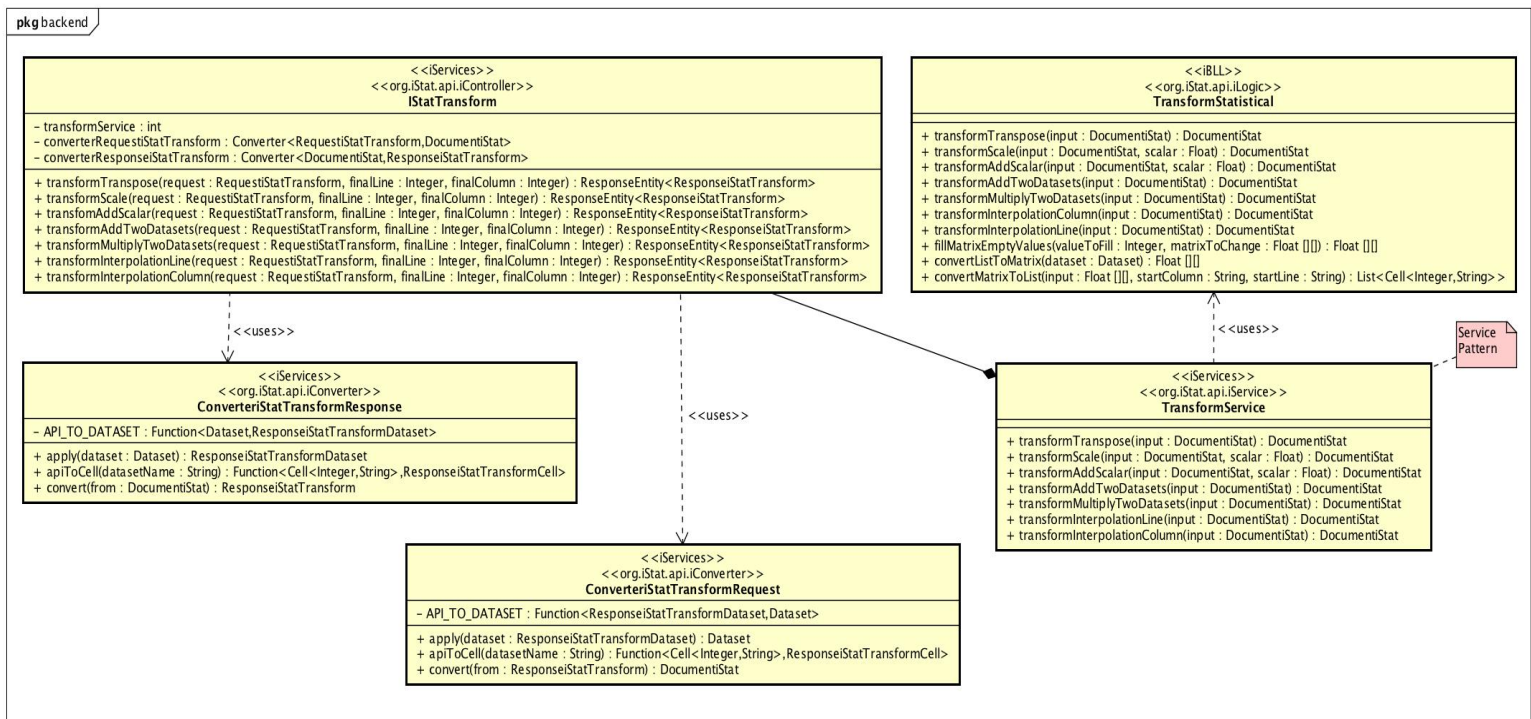 pkg backend
<<iServices>>
<<org.iStat.api.iController>>
IStatTransform
– transformService : int
– converterRequestiStatTransform : Converter<RequestiStatTransform,DocumentiStat>
– converterResponseiStatTransform : Converter<DocumentiStat,ResponseiStatTransform>
+ transformTranspose(request : RequestiStatTransform, finalLine : Integer, finalColumn : Integer) : ResponseEntity<ResponseiStatTransform>
+ transformScale(request : RequestiStatTransform, finalLine : Integer, finalColumn : Integer) : ResponseEntity<ResponseiStatTransform>
+ transfomAddScalar(request : RequestiStatTransform, finalLine : Integer, finalColumn : Integer) : ResponseEntity<ResponseiStatTransform>
+ transformAddTwoDatasets(request : RequestiStatTransform, finalLine : Integer, finalColumn : Integer) : ResponseEntity<ResponseiStatTransform>
+ transformMultiplyTwoDatasets(request : RequestiStatTransform, finalLine : Integer, finalColumn : Integer) : ResponseEntity<ResponseiStatTransform>
+ transformInterpolationLine(request : RequestiStatTransform, finalLine : Integer, finalColumn : Integer) : ResponseEntity<ResponseiStatTransform>
+ transformInterpolationColumn(request : RequestiStatTransform, finalLine : Integer, finalColumn : Integer) : ResponseEntity<ResponseiStatTransform>
<<iBLL>>
<<org.iStat.api.iLogic>>
TransformStatistical
+ transformTranspose(input : DocumentiStat) : DocumentiStat
+ transformScale(input : DocumentiStat, scalar : Float) : DocumentiStat
+ transformAddScalar(input : DocumentiStat, scalar : Float) : DocumentiStat
+ transformAddTwoDatasets(input : DocumentiStat) : DocumentiStat
+ transformMultiplyTwoDatasets(input : DocumentiStat) : DocumentiStat
+ transformInterpolationColumn(input : DocumentiStat) : DocumentiStat
+ transformInterpolationLine(input : DocumentiStat) : DocumentiStat
+ fillMatrixEmptyValues(valueToFill : Integer, matrixToChange : Float [][]) : Float [][]
+ convertListToMatrix(dataset : Dataset) : Float [][]
+ convertMatrixToList(input : Float [][], startColumn : String, startLine : String) : List<Cell<Integer,String>>
<<uses>>
<<uses>>
<<uses>>
Service
Pattern
<<iServices>>
<<org.iStat.api.iConverter>>
ConverteriStatTransformResponse
– API_TO_DATASET : Function<Dataset,ResponseiStatTransformDataset>
+ apply(dataset : Dataset) : ResponseiStatTransformDataset
+ apiToCell(datasetName : String) : Function<Cell<Integer,String>,ResponseiStatTransformCell>
+ convert(from : DocumentiStat) : ResponseiStatTransform
<<iServices>>
<<org.iStat.api.iService>>
TransformService
+ transformTranspose(input : DocumentiStat) : DocumentiStat
+ transformScale(input : DocumentiStat, scalar : Float) : DocumentiStat
+ transformAddScalar(input : DocumentiStat, scalar : Float) : DocumentiStat
+ transformAddTwoDatasets(input : DocumentiStat) : DocumentiStat
+ transformMultiplyTwoDatasets(input : DocumentiStat) : DocumentiStat
+ transformInterpolationLine(input : DocumentiStat) : DocumentiStat
+ transformInterpolationColumn(input : DocumentiStat) : DocumentiStat
<<iServices>>
<<org.iStat.api.iConverter>>
ConverteriStatTransformRequest
– API_TO_DATASET : Function<ResponseiStatTransformDataset,Dataset>
+ apply(dataset : ResponseiStatTransformDataset) : Dataset
+ apiToCell(datasetName : String) : Function<Cell<Integer,String>,ResponseiStatTransformCell>
+ convert(from : ResponseiStatTransform) : DocumentiStat